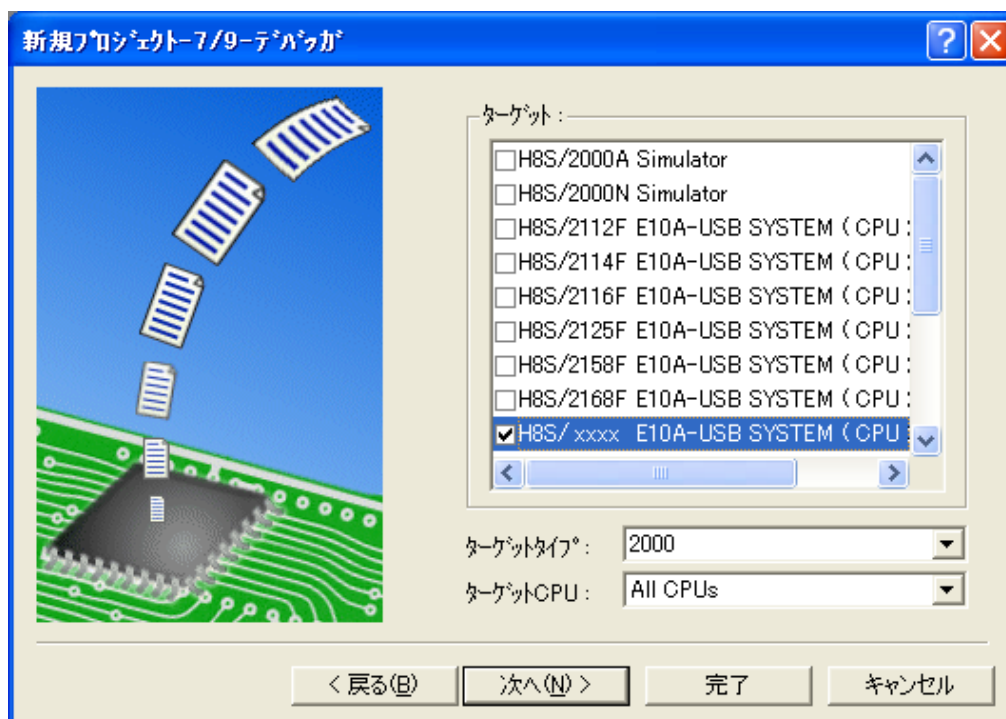 新規ﾌﾟﾛｼﾞｪｸﾄ-7/9-ﾃﾞﾊﾞｯｶﾞ
ﾀｰｹﾞｯﾄ :
H8S/2000A Simulator
H8S/2000N Simulator
H8S/2112F E10A-USB SYSTEM ( CPU :
H8S/2114F E10A-USB SYSTEM ( CPU :
H8S/2116F E10A-USB SYSTEM ( CPU :
H8S/2125F E10A-USB SYSTEM ( CPU :
H8S/2158F E10A-USB SYSTEM ( CPU :
H8S/2168F E10A-USB SYSTEM ( CPU :
H8S/ xxxx E10A-USB SYSTEM ( CPU :
ﾀｰｹﾞｯﾄﾀｲﾌﾟ : 2000
ﾀｰｹﾞｯﾄCPU : All CPUs
< 戻る(B) 次へ(N) > 完了 キャンセル